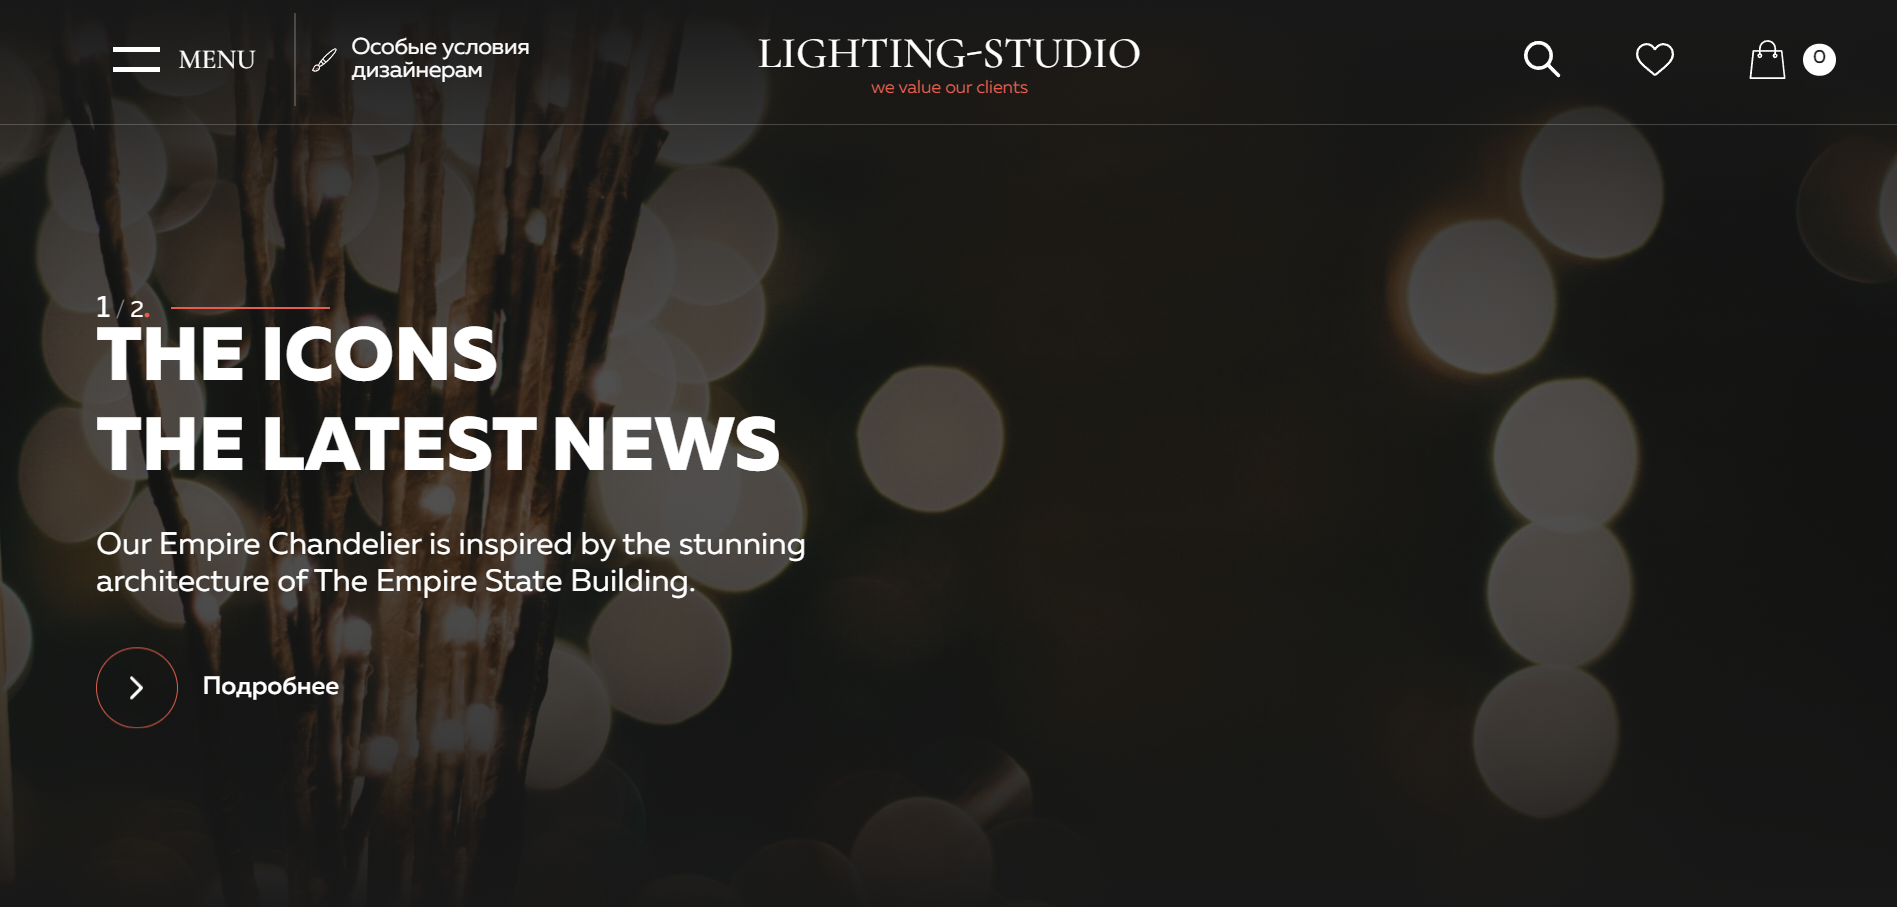 MENU
Особые условия
дизайнерам
LIGHTING-STUDIO
we value our clients
0
1 / 2.
THE ICONS
THE LATEST NEWS
Our Empire Chandelier is inspired by the stunning
architecture of The Empire State Building.
Подробнее